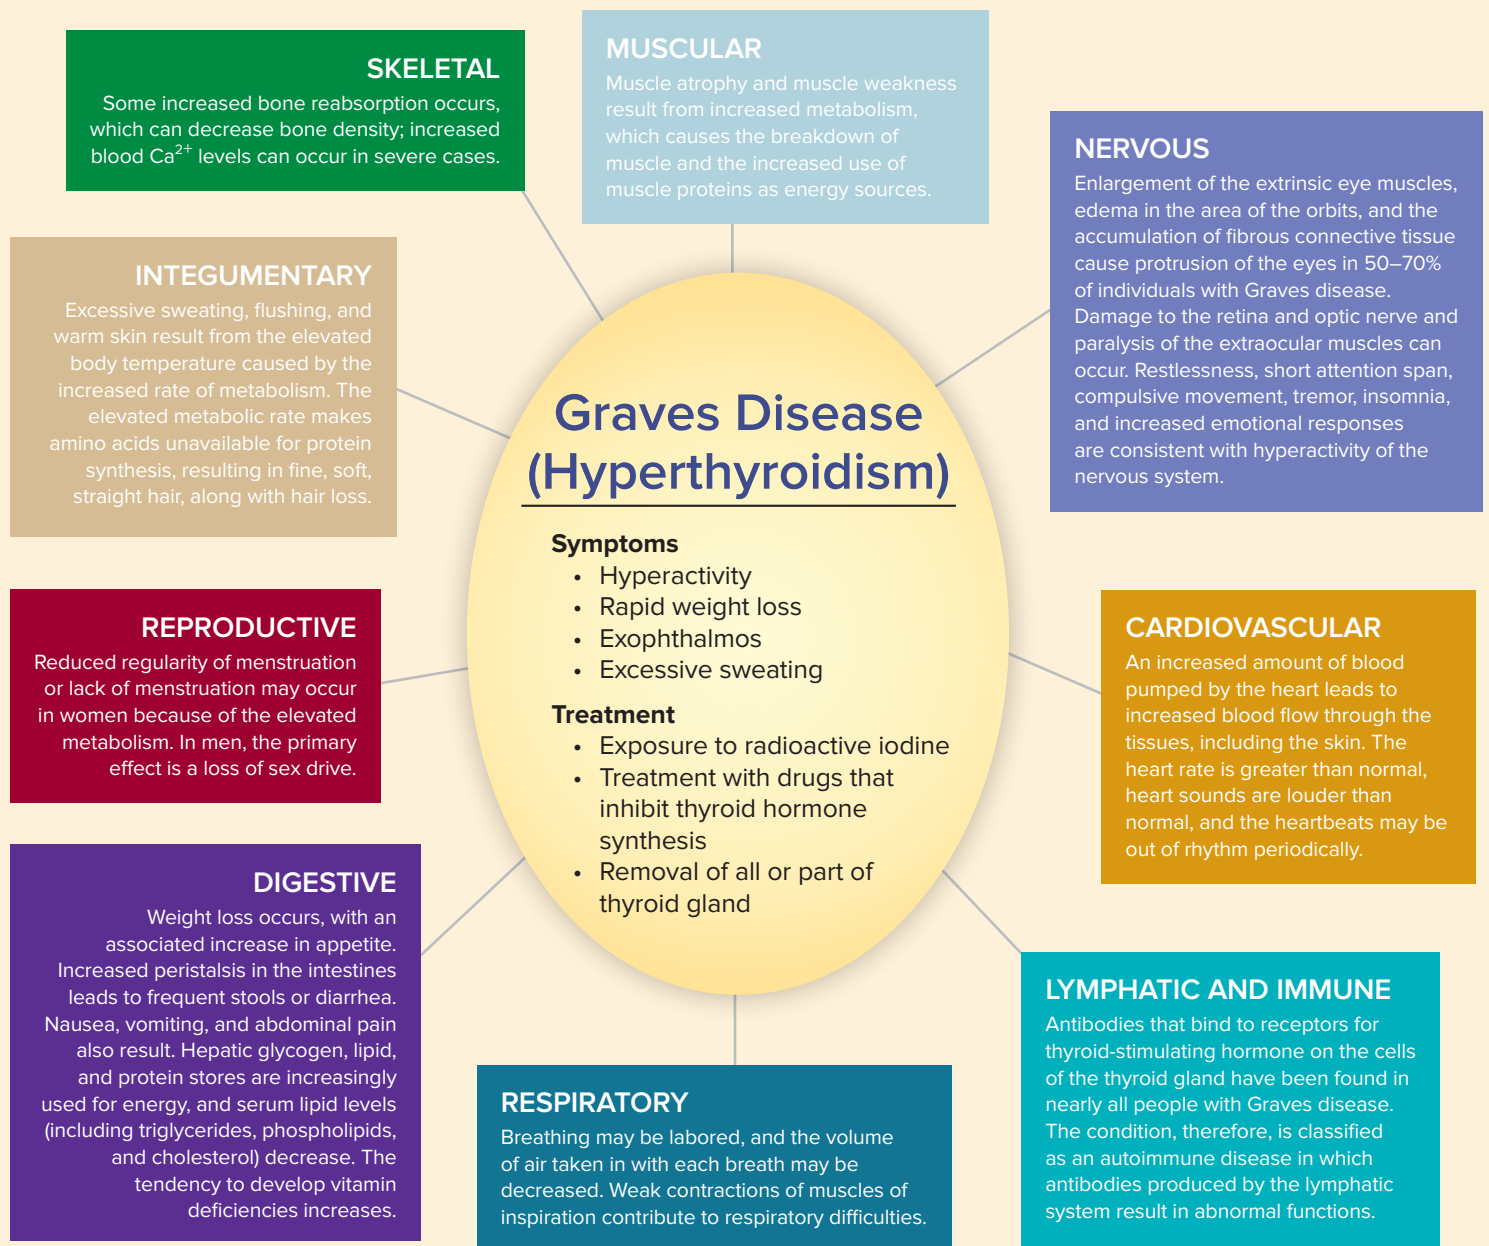 SKELETAL
Some increased bone reabsorption occurs,
which can decrease bone density; increased
blood Ca²⁺ levels can occur in severe cases.
MUSCULAR
Muscle atrophy and muscle weakness
result from increased metabolism,
which causes the breakdown of
muscle and the increased use of
muscle proteins as energy sources.
NERVOUS
Enlargement of the extrinsic eye muscles,
edema in the area of the orbits, and the
accumulation of fibrous connective tissue
cause protrusion of the eyes in 50–70%
of individuals with Graves disease.
Damage to the retina and optic nerve and
paralysis of the extraocular muscles can
occur. Restlessness, short attention span,
compulsive movement, tremor, insomnia,
and increased emotional responses
are consistent with hyperactivity of the
nervous system.
INTEGUMENTARY
Excessive sweating, flushing, and
warm skin result from the elevated
body temperature caused by the
increased rate of metabolism. The
elevated metabolic rate makes
amino acids unavailable for protein
synthesis, resulting in fine, soft,
straight hair, along with hair loss.
Graves Disease
(Hyperthyroidism)
Symptoms
• Hyperactivity
• Rapid weight loss
• Exophthalmos
• Excessive sweating
Treatment
• Exposure to radioactive iodine
• Treatment with drugs that
inhibit thyroid hormone
synthesis
• Removal of all or part of
thyroid gland
REPRODUCTIVE
Reduced regularity of menstruation
or lack of menstruation may occur
in women because of the elevated
metabolism. In men, the primary
effect is a loss of sex drive.
CARDIOVASCULAR
An increased amount of blood
pumped by the heart leads to
increased blood flow through the
tissues, including the skin. The
heart rate is greater than normal,
heart sounds are louder than
normal, and the heartbeats may be
out of rhythm periodically.
DIGESTIVE
Weight loss occurs, with an
associated increase in appetite.
Increased peristalsis in the intestines
leads to frequent stools or diarrhea.
Nausea, vomiting, and abdominal pain
also result. Hepatic glycogen, lipid,
and protein stores are increasingly
used for energy, and serum lipid levels
(including triglycerides, phospholipids,
and cholesterol) decrease. The
tendency to develop vitamin
deficiencies increases.
RESPIRATORY
Breathing may be labored, and the volume
of air taken in with each breath may be
decreased. Weak contractions of muscles of
inspiration contribute to respiratory difficulties.
LYMPHATIC AND IMMUNE
Antibodies that bind to receptors for
thyroid-stimulating hormone on the cells
of the thyroid gland have been found in
nearly all people with Graves disease.
The condition, therefore, is classified
as an autoimmune disease in which
antibodies produced by the lymphatic
system result in abnormal functions.